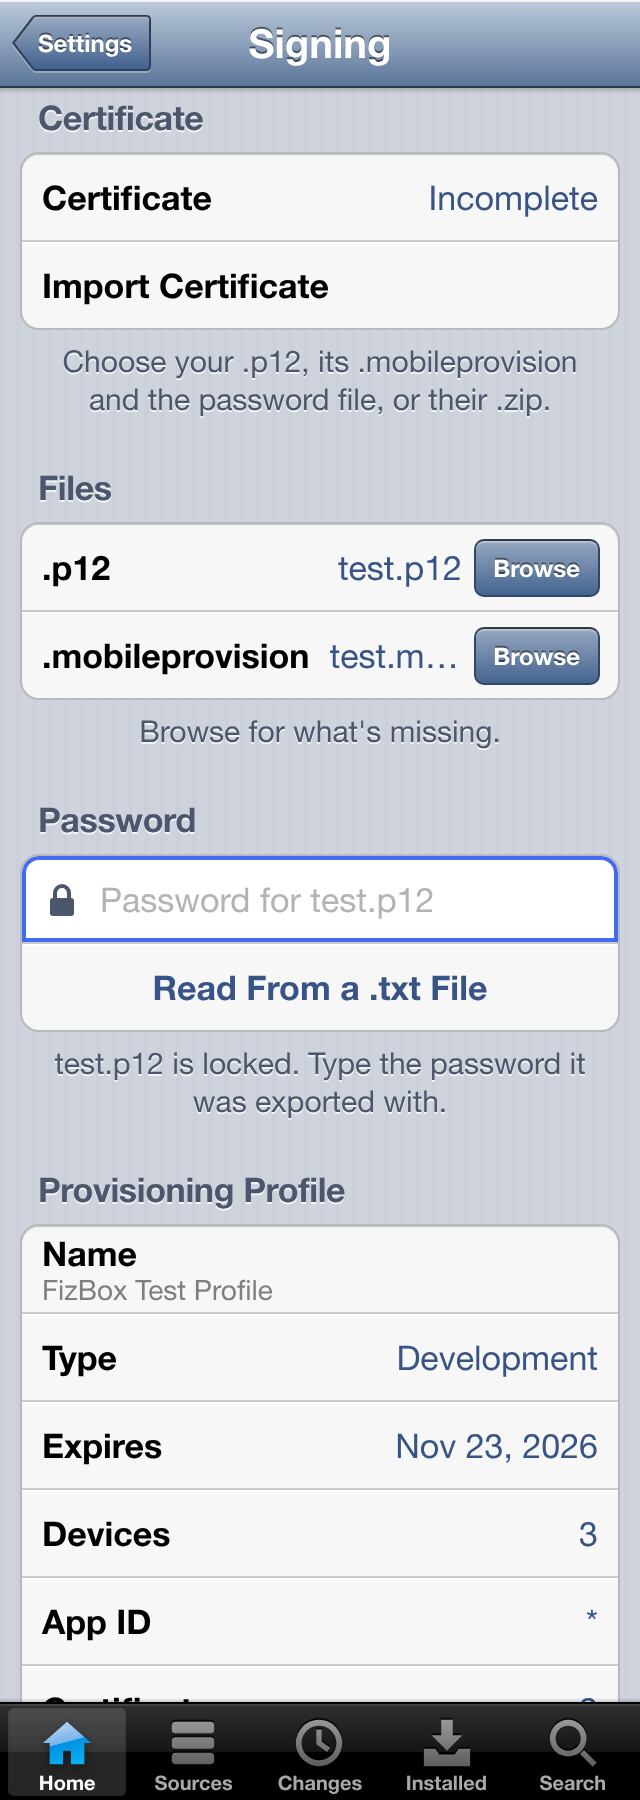 Settings
Signing
Certificate
Certificate Incomplete
Import Certificate
Choose your .p12, its .mobileprovision
and the password file, or their .zip.
Files
.p12 test.p12 Browse
.mobileprovision test.m... Browse
Browse for what's missing.
Password
Password for test.p12
Read From a .txt File
test.p12 is locked. Type the password it
was exported with.
Provisioning Profile
Name
FizBox Test Profile
Type Development
Expires Nov 23, 2026
Devices 3
App ID *
Home Sources Changes Installed Search